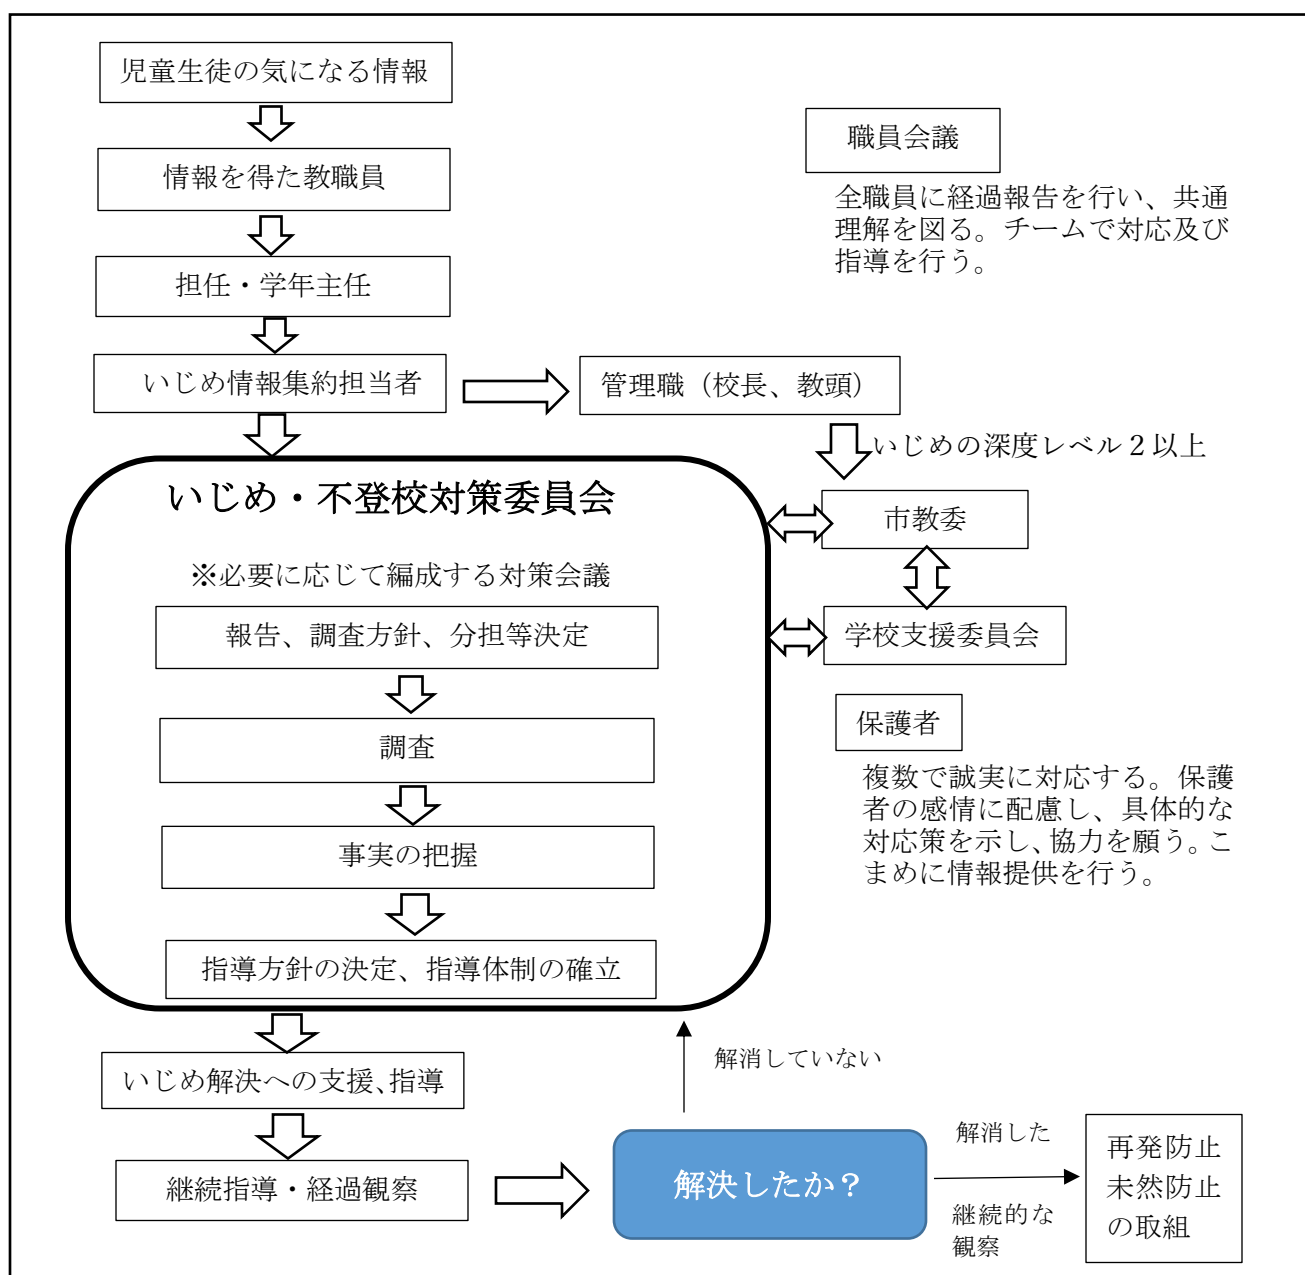 児童生徒の気になる情報
情報を得た教職員
担任・学年主任
いじめ情報集約担当者
管理職（校長、教頭）
職員会議
全職員に経過報告を行い、共通
理解を図る。チームで対応及び
指導を行う。
いじめの深度レベル２以上
市教委
学校支援委員会
保護者
複数で誠実に対応する。保護
者の感情に配慮し、具体的な
対応策を示し、協力を願う。こ
まめに情報提供を行う。
いじめ・不登校対策委員会
※必要に応じて編成する対策会議
報告、調査方針、分担等決定
調査
事実の把握
指導方針の決定、指導体制の確立
いじめ解決への支援、指導
継続指導・経過観察
解決したか？
解消していない
解消した
継続的な
観察
再発防止
未然防止
の取組